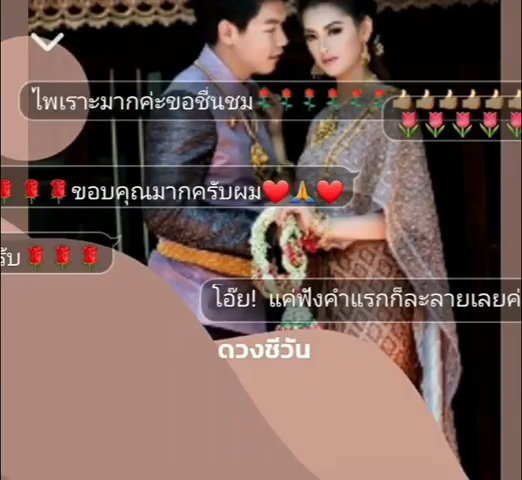 ไพเราะมากค่ะขอชื่นชม🌹🌹🌹🌹🌹🌹👍🏽👍🏽👍🏽👍🏽👍🏽👍🏽
🌷🌷🌷🌷🌷
🌹🌹🌹ขอบคุณมากครับผม❤️🙏❤️
รับ🌹🌹🌹
โอ๊ย! แค่ฟังคำแรกก็ละลายเลยค่
ดวงชีวัน